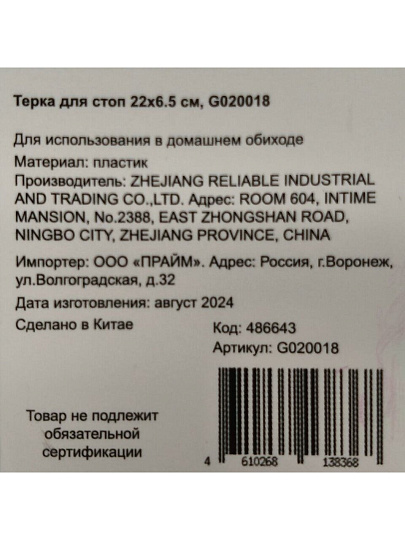 Терка для стоп 22х6.5 см, G020018
Для использования в домашнем обиходе
Материал: пластик
Производитель: ZHEJIANG RELIABLE INDUSTRIAL
AND TRADING CO.,LTD. Адрес: ROOM 604, INTIME
MANSION, No.2388, EAST ZHONGSHAN ROAD,
NINGBO CITY, ZHEJIANG PROVINCE, CHINA
Импортер: ООО «ПРАЙМ». Адрес: Россия, г.Воронеж,
ул.Волгоградская, д.32
Дата изготовления: август 2024
Сделано в Китае
Код: 486643
Артикул: G020018
Товар не подлежит
обязательной
сертификации
4 610268 138368